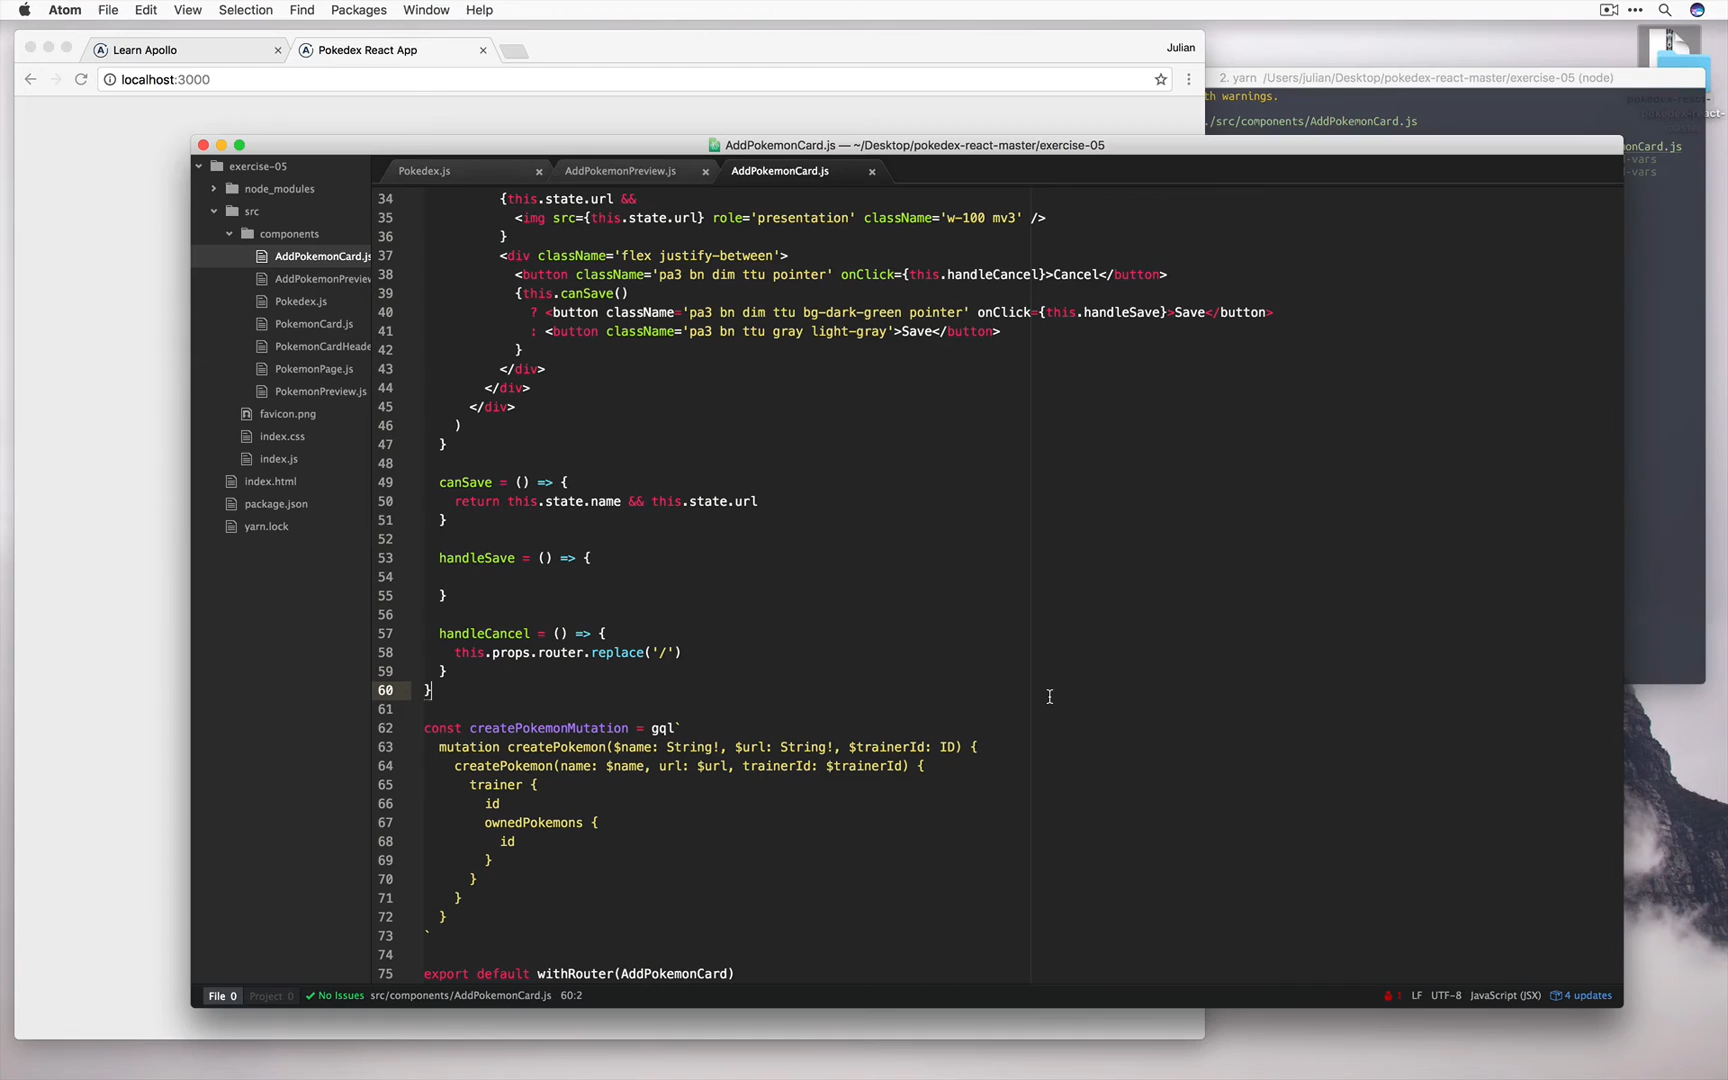 Atom File Edit View Selection Find Packages Window Help
Learn Apollo
Pokedex React App
Julian
localhost:3000
2. yarn /Users/julian/Desktop/pokedex-react-master/exercise-05 (node)
th warnings.
./src/components/AddPokemonCard.js
onCard.js
d-vars
d-vars
AddPokemonCard.js — ~/Desktop/pokedex-react-master/exercise-05
exercise-05
node_modules
src
components
AddPokemonCard.js
AddPokemonPreview
Pokedex.js
PokemonCard.js
PokemonCardHeade
PokemonPage.js
PokemonPreview.js
favicon.png
index.css
index.js
index.html
package.json
yarn.lock
Pokedex.js
AddPokemonPreview.js
AddPokemonCard.js
34 {this.state.url &&
35 <img src={this.state.url} role='presentation' className='w-100 mv3' />
36 }
37 <div className='flex justify-between'>
38 <button className='pa3 bn dim ttu pointer' onClick={this.handleCancel}>Cancel</button>
39 {this.canSave()
40 ? <button className='pa3 bn dim ttu bg-dark-green pointer' onClick={this.handleSave}>Save</button>
41 : <button className='pa3 bn ttu gray light-gray'>Save</button>
42 }
43 </div>
44 </div>
45 </div>
46 )
47 }
48
49 canSave = () => {
50 return this.state.name && this.state.url
51 }
52
53 handleSave = () => {
54
55 }
56
57 handleCancel = () => {
58 this.props.router.replace('/')
59 }
60 }
61
62 const createPokemonMutation = gql`
63 mutation createPokemon($name: String!, $url: String!, $trainerId: ID) {
64 createPokemon(name: $name, url: $url, trainerId: $trainerId) {
65 trainer {
66 id
67 ownedPokemons {
68 id
69 }
70 }
71 }
72 }
73 `
74
75 export default withRouter(AddPokemonCard)
File 0 Project 0 No Issues src/components/AddPokemonCard.js 60:2
1 LF UTF-8 JavaScript (JSX) 4 updates